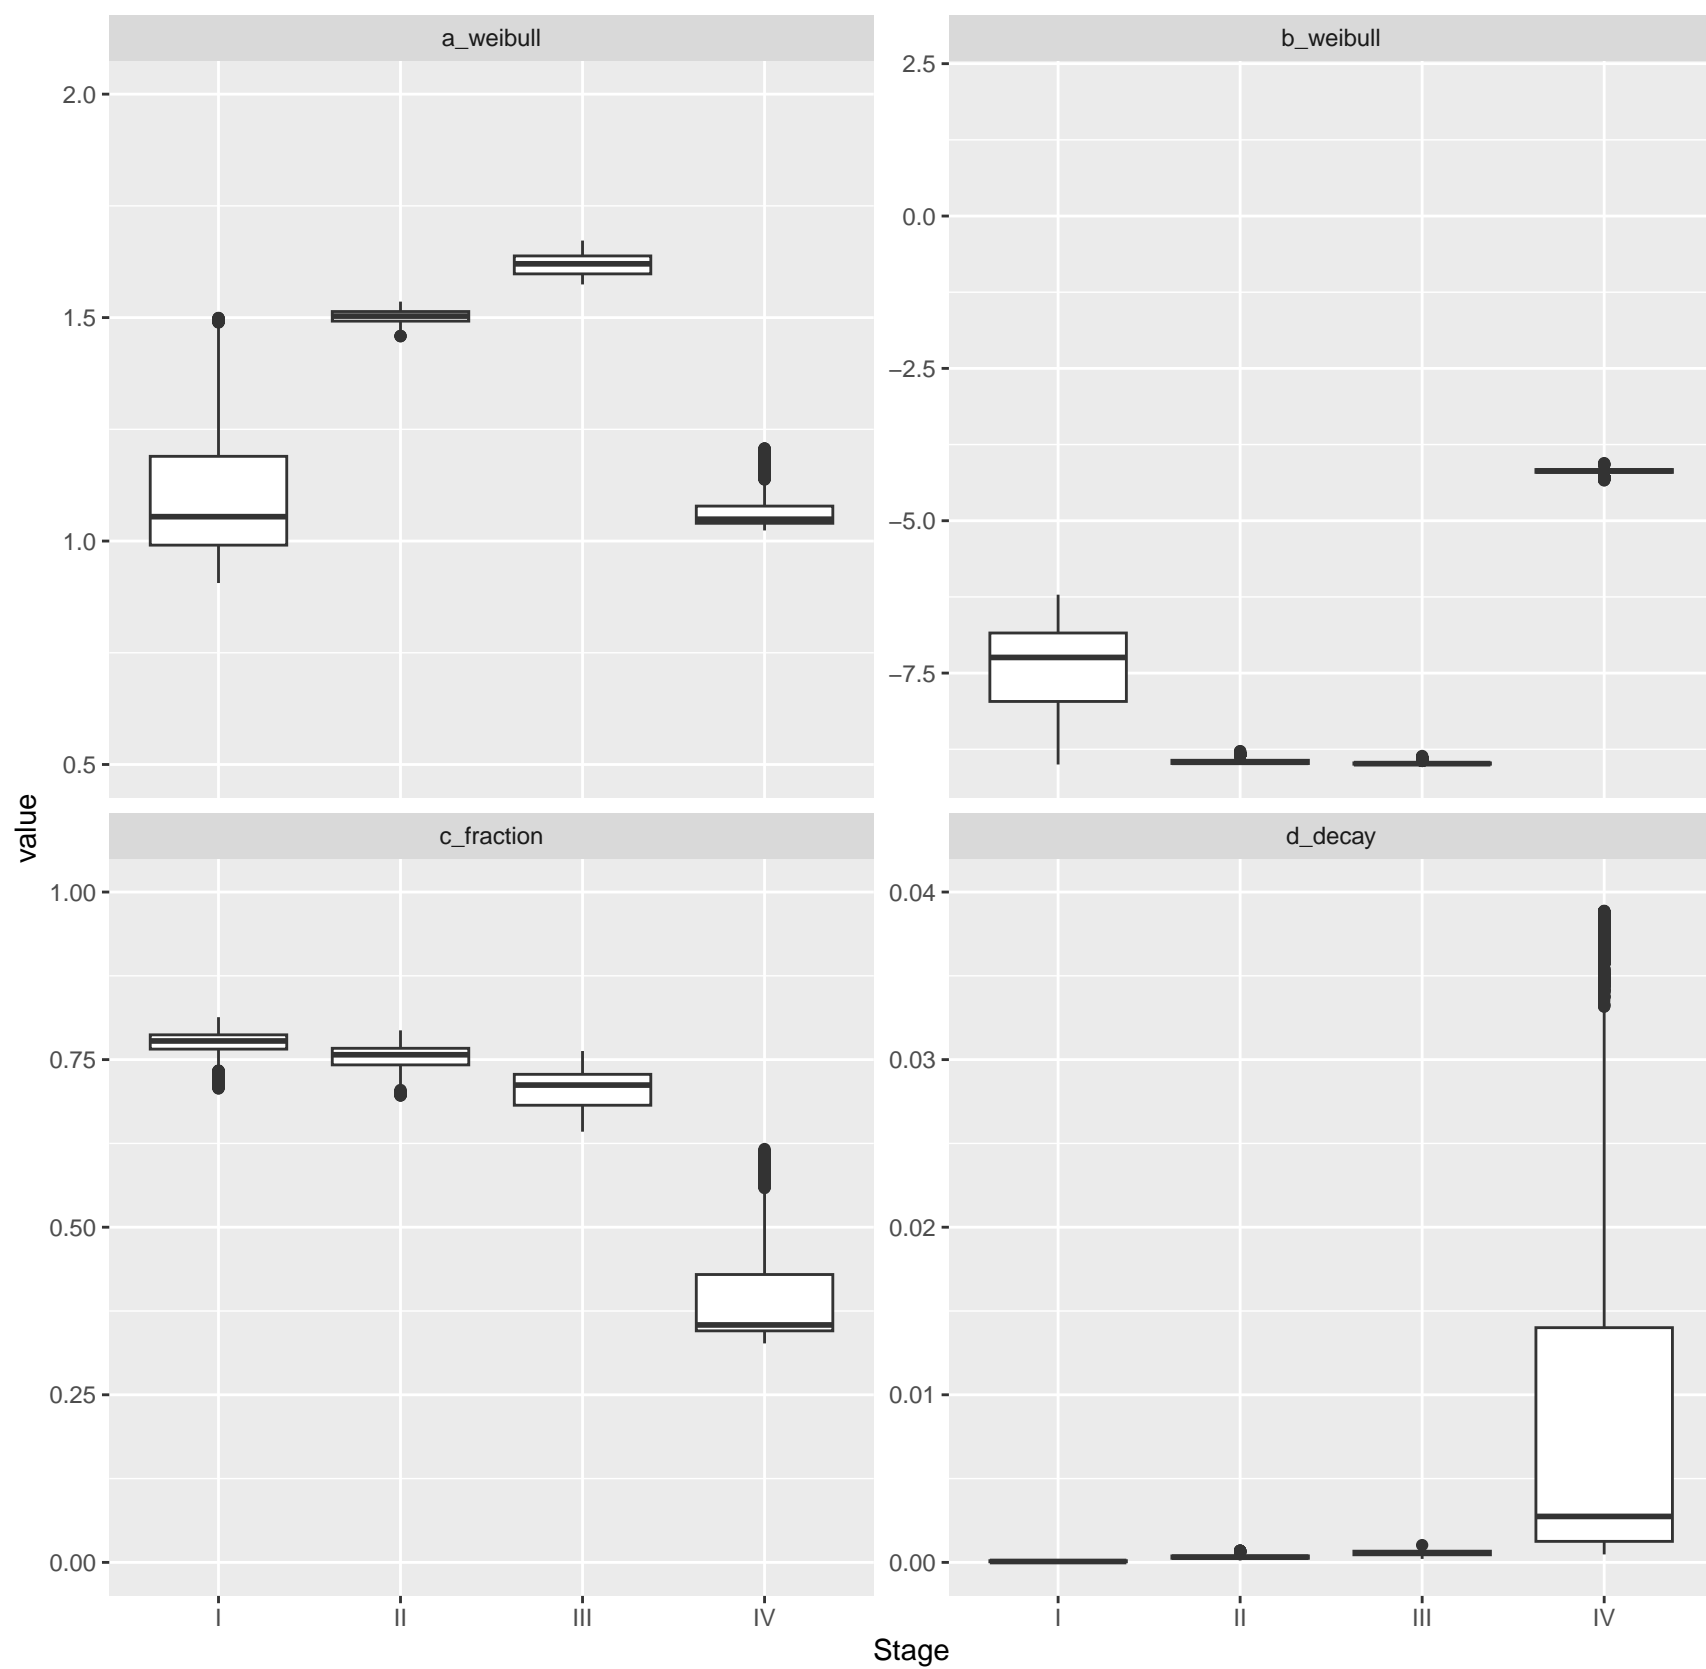 a_weibull
b_weibull
2.0
1.5
1.0
0.5
2.5
0.0
−2.5
−5.0
−7.5
value
c_fraction
d_decay
1.00
0.75
0.50
0.25
0.00
0.04
0.03
0.02
0.01
0.00
I II III IV
I II III IV
Stage